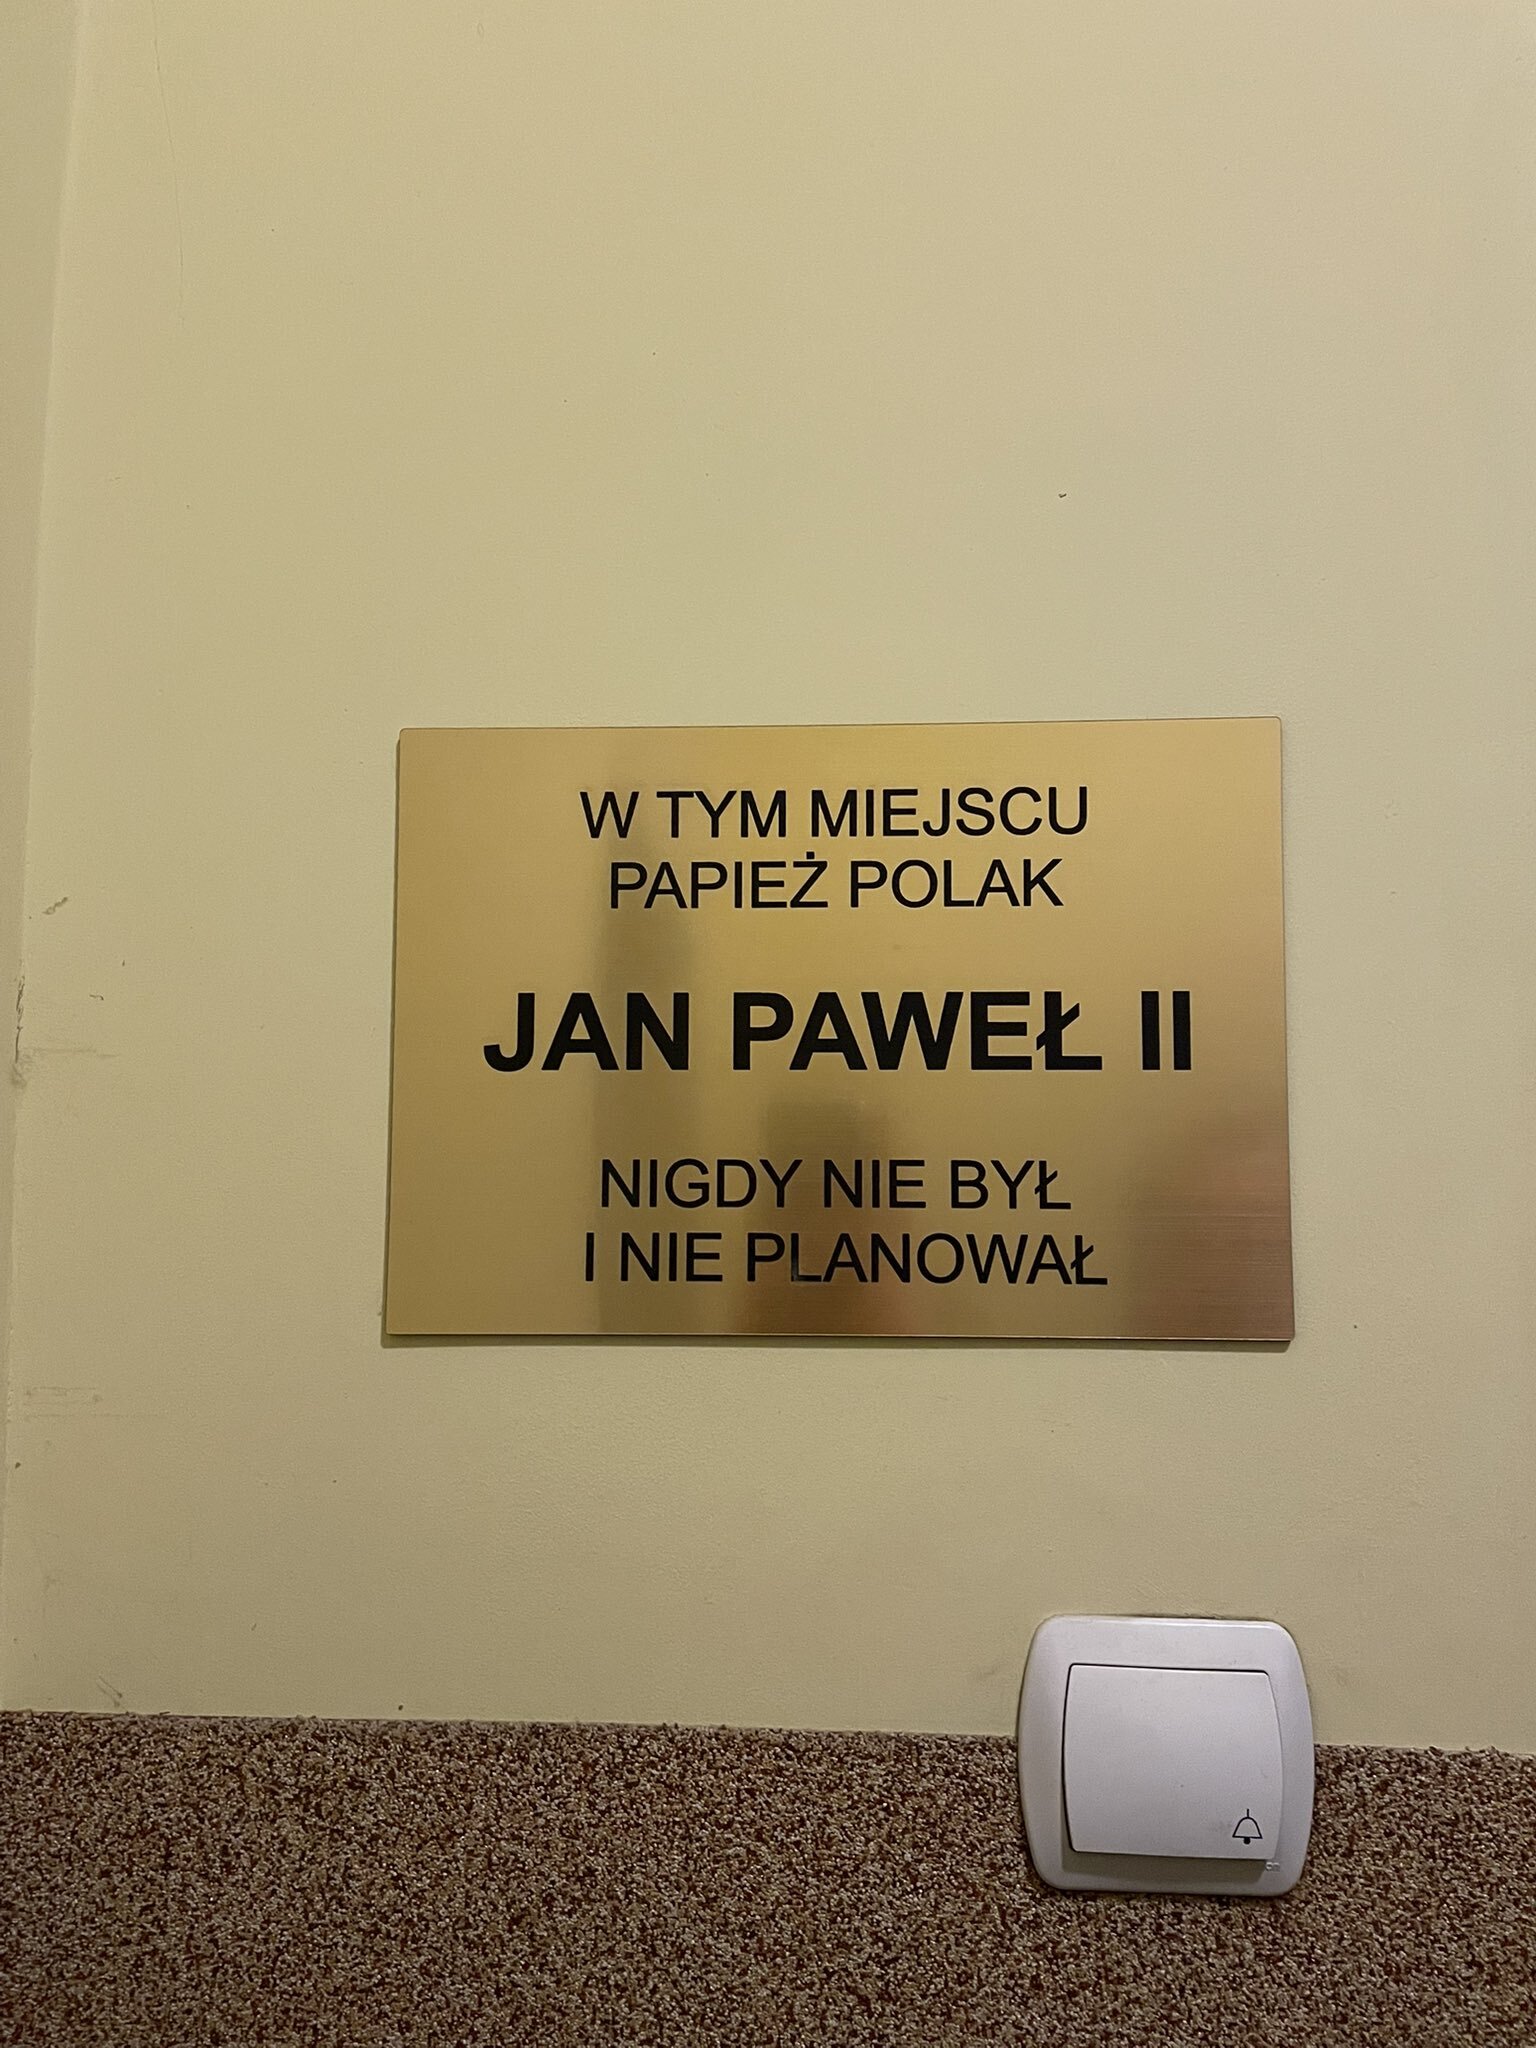 W TYM MIEJSCU
PAPIEŻ POLAK
JAN PAWEŁ II
NIGDY NIE BYŁ
I NIE PLANOWAŁ